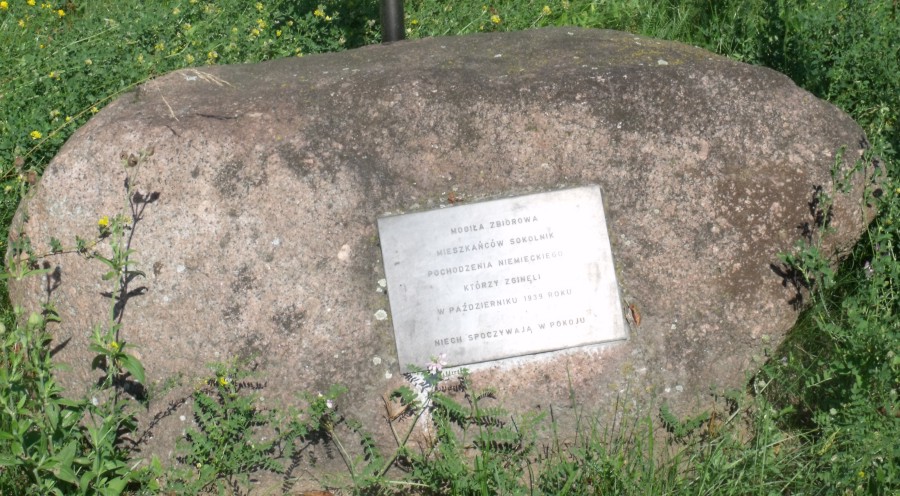 MOGIŁA ZBIOROWA
MIESZKAŃCÓW SOKOLNIK
POCHODZENIA NIEMIECKIEGO
KTÓRZY ZGINĘLI
W PAŹDZIERNIKU 1939 ROKU
NIECH SPOCZYWAJĄ W POKOJU